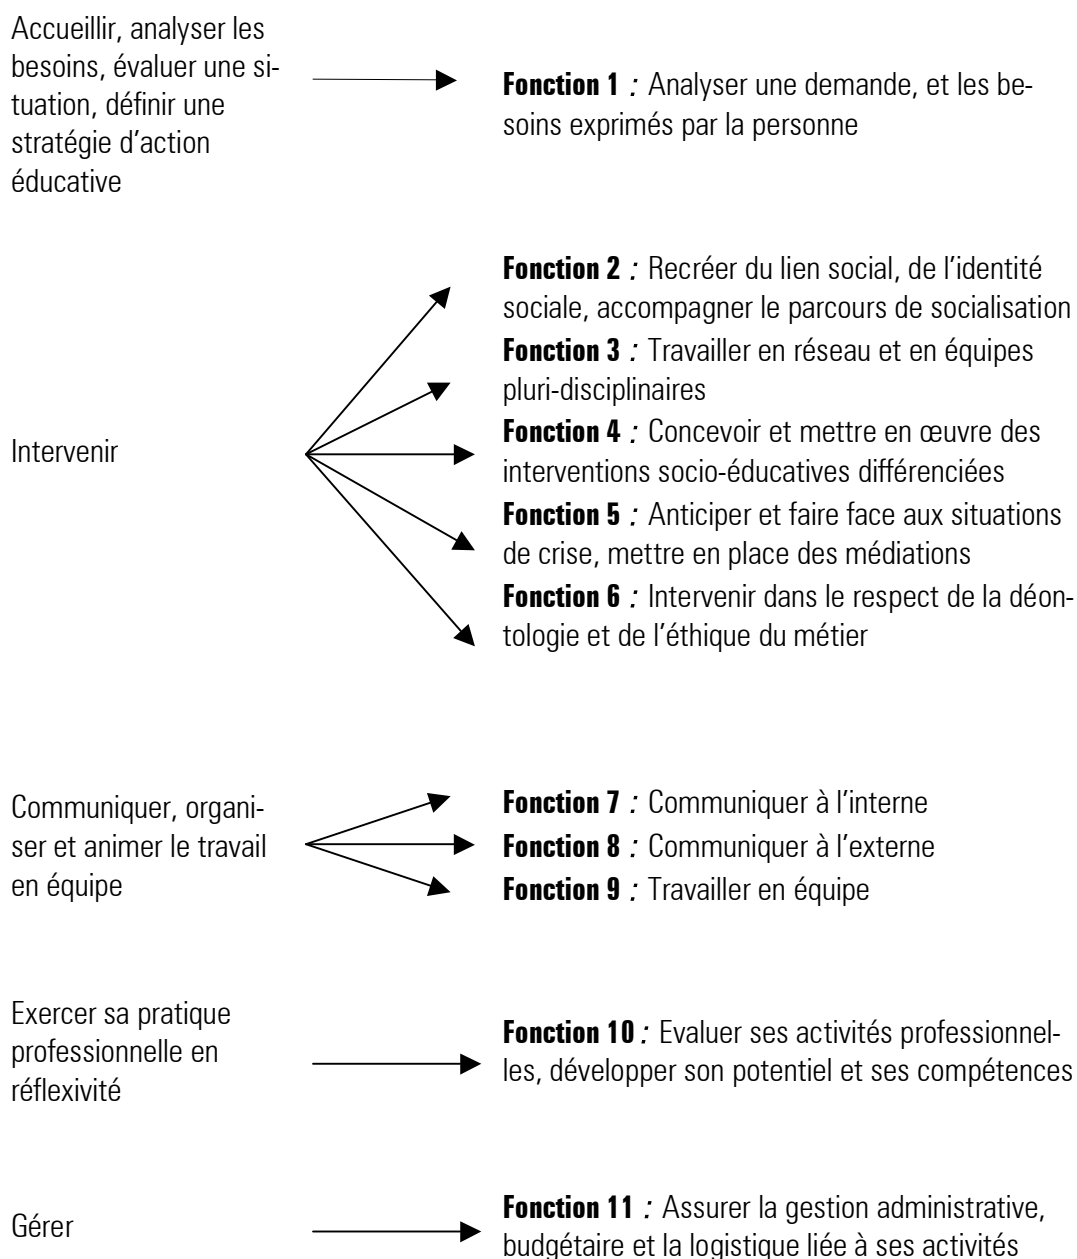 Accueillir, analyser les
besoins, évaluer une si-
tuation, définir une
stratégie d'action
éducative
Fonction 1 : Analyser une demande, et les be-
soins exprimés par la personne
Intervenir
Fonction 2 : Recréer du lien social, de l'identité
sociale, accompagner le parcours de socialisation
Fonction 3 : Travailler en réseau et en équipes
pluri-disciplinaires
Fonction 4 : Concevoir et mettre en œuvre des
interventions socio-éducatives différenciées
Fonction 5 : Anticiper et faire face aux situations
de crise, mettre en place des médiations
Fonction 6 : Intervenir dans le respect de la déon-
tologie et de l'éthique du métier
Communiquer, organi-
ser et animer le travail
en équipe
Fonction 7 : Communiquer à l'interne
Fonction 8 : Communiquer à l'externe
Fonction 9 : Travailler en équipe
Exercer sa pratique
professionnelle en
réflexivité
Fonction 10 : Evaluer ses activités professionnel-
les, développer son potentiel et ses compétences
Gérer
Fonction 11 : Assurer la gestion administrative,
budgétaire et la logistique liée à ses activités